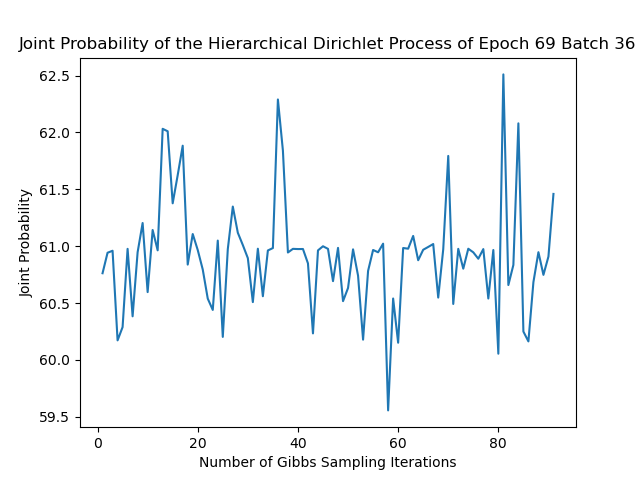 Joint Probability of the Hierarchical Dirichlet Process of Epoch 69 Batch 36
62.5
62.0
61.5
61.0
60.5
60.0
59.5
Joint Probability
0 20 40 60 80
Number of Gibbs Sampling Iterations